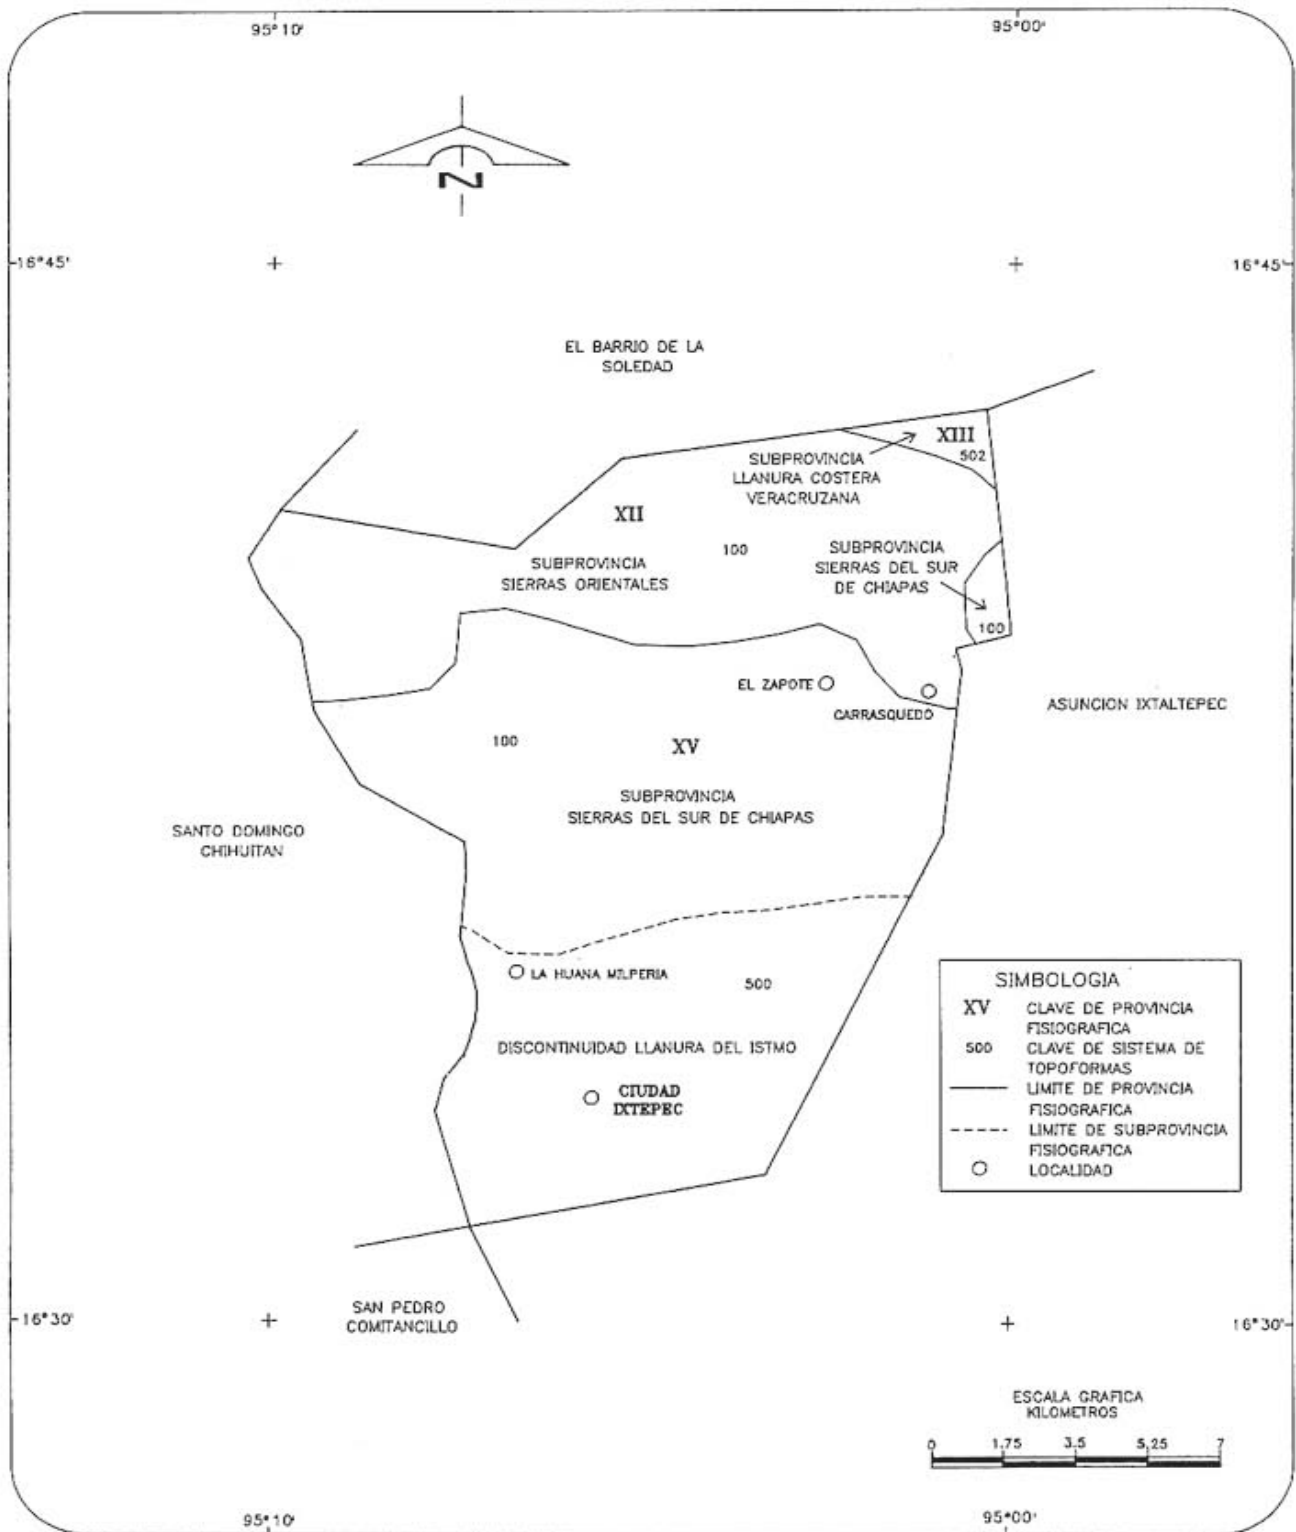 95°10'
95°00'
N
16°45'
16°45'
EL BARRIO DE LA
SOLEDAD
XIII
502
SUBPROVINCIA
LLANURA COSTERA
VERACRUZANA
XII
100
SUBPROVINCIA
SIERRAS DEL SUR
DE CHIAPAS
SUBPROVINCIA
SIERRAS ORIENTALES
100
EL ZAPOTE
CARRASQUEDO
ASUNCION IXTALTEPEC
100
XV
SUBPROVINCIA
SIERRAS DEL SUR DE CHIAPAS
SANTO DOMINGO
CHIHUITAN
LA HUANA MILPERIA
500
DISCONTINUIDAD LLANURA DEL ISTMO
CIUDAD
IXTEPEC
SIMBOLOGIA
XV CLAVE DE PROVINCIA
FISIOGRAFICA
500 CLAVE DE SISTEMA DE
TOPOFORMAS
LIMITE DE PROVINCIA
FISIOGRAFICA
LIMITE DE SUBPROVINCIA
FISIOGRAFICA
LOCALIDAD
SAN PEDRO
COMITANCILLO
16°30'
16°30'
ESCALA GRAFICA
KILOMETROS
0 1.75 3.5 5.25 7
95°10'
95°00'